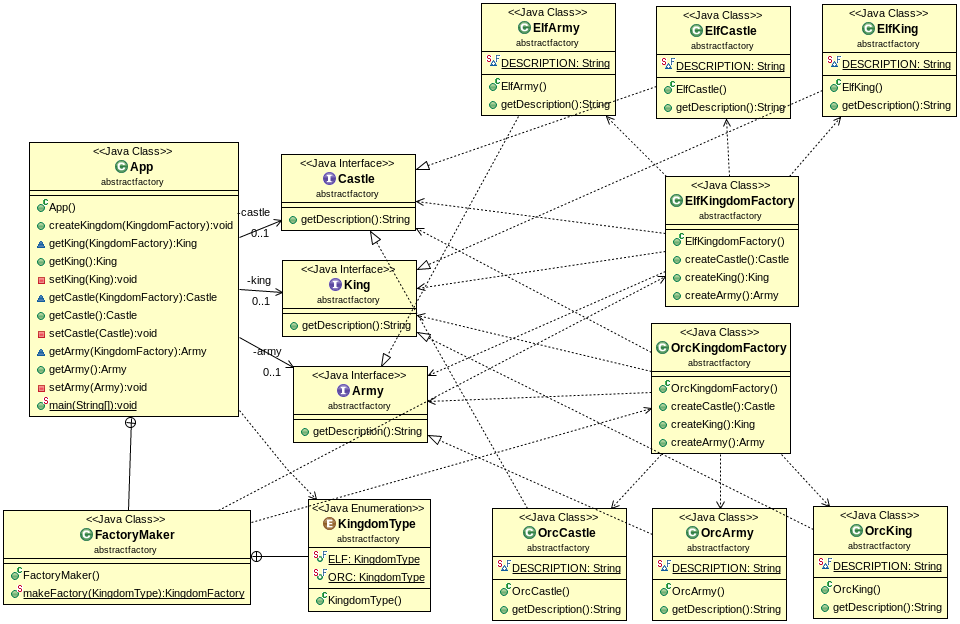 <<Java Class>>
ElfArmy
abstractfactory
DESCRIPTION: String
ElfArmy()
getDescription():String
<<Java Class>>
ElfCastle
abstractfactory
DESCRIPTION: String
ElfCastle()
getDescription():String
<<Java Class>>
ElfKing
abstractfactory
DESCRIPTION: String
ElfKing()
getDescription():String
<<Java Class>>
App
abstractfactory
App()
createKingdom(KingdomFactory):void
getKing(KingdomFactory):King
getKing():King
setKing(King):void
getCastle(KingdomFactory):Castle
getCastle():Castle
setCastle(Castle):void
getArmy(KingdomFactory):Army
getArmy():Army
setArmy(Army):void
main(String[]):void
-castle
0..1
-king
0..1
-army
0..1
<<Java Interface>>
Castle
abstractfactory
getDescription():String
<<Java Interface>>
King
abstractfactory
getDescription():String
<<Java Interface>>
Army
abstractfactory
getDescription():String
<<Java Class>>
ElfKingdomFactory
abstractfactory
ElfKingdomFactory()
createCastle():Castle
createKing():King
createArmy():Army
<<Java Class>>
OrcKingdomFactory
abstractfactory
OrcKingdomFactory()
createCastle():Castle
createKing():King
createArmy():Army
<<Java Class>>
FactoryMaker
abstractfactory
FactoryMaker()
makeFactory(KingdomType):KingdomFactory
<<Java Enumeration>>
KingdomType
abstractfactory
ELF: KingdomType
ORC: KingdomType
KingdomType()
<<Java Class>>
OrcCastle
abstractfactory
DESCRIPTION: String
OrcCastle()
getDescription():String
<<Java Class>>
OrcArmy
abstractfactory
DESCRIPTION: String
OrcArmy()
getDescription():String
<<Java Class>>
OrcKing
abstractfactory
DESCRIPTION: String
OrcKing()
getDescription():String